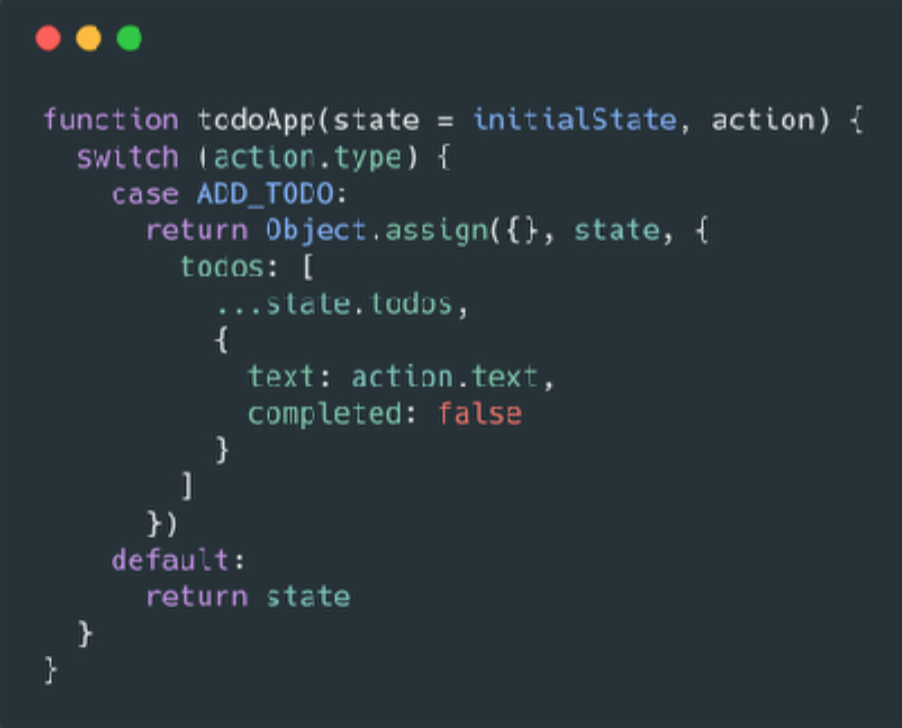 function todoApp(state = initialState, action) {
  switch (action.type) {
    case ADD_TODO:
      return Object.assign({}, state, {
        todos: [
          ...state.todos,
          {
            text: action.text,
            completed: false
          }
        ]
      })
    default:
      return state
  }
}